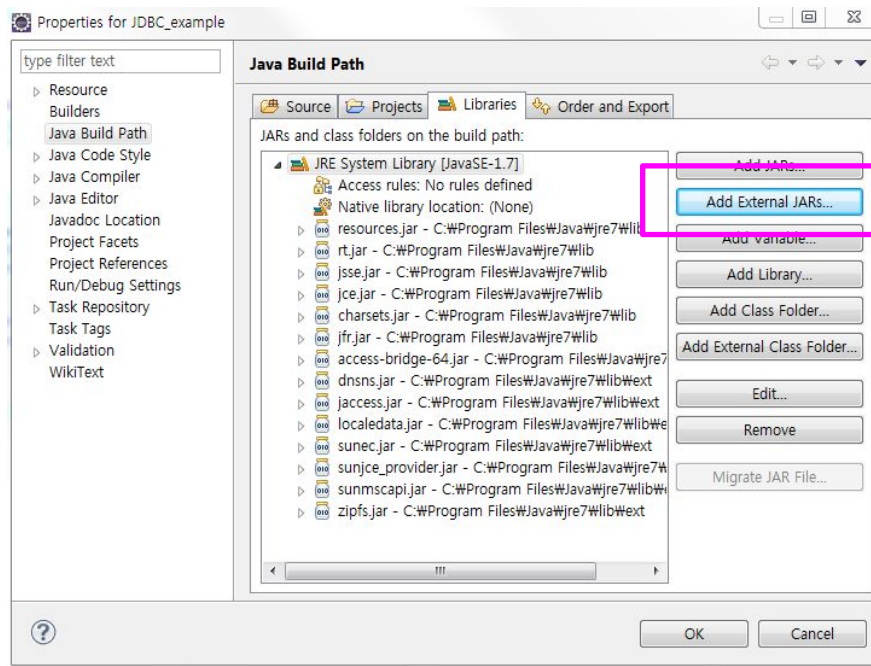 Properties for JDBC_example
type filter text
Resource
Builders
Java Build Path
Java Code Style
Java Compiler
Java Editor
Javadoc Location
Project Facets
Project References
Run/Debug Settings
Task Repository
Task Tags
Validation
WikiText
Java Build Path
Source Projects Libraries Order and Export
JARs and class folders on the build path:
JRE System Library [JavaSE-1.7]
Access rules: No rules defined
Native library location: (None)
resources.jar - C:₩Program Files₩Java₩jre7₩lib
rt.jar - C:₩Program Files₩Java₩jre7₩lib
jsse.jar - C:₩Program Files₩Java₩jre7₩lib
jce.jar - C:₩Program Files₩Java₩jre7₩lib
charsets.jar - C:₩Program Files₩Java₩jre7₩lib
jfr.jar - C:₩Program Files₩Java₩jre7₩lib
access-bridge-64.jar - C:₩Program Files₩Java₩jre7
dnsns.jar - C:₩Program Files₩Java₩jre7₩lib₩ext
jaccess.jar - C:₩Program Files₩Java₩jre7₩lib₩ext
localedata.jar - C:₩Program Files₩Java₩jre7₩lib₩e
sunec.jar - C:₩Program Files₩Java₩jre7₩lib₩ext
sunjce_provider.jar - C:₩Program Files₩Java₩jre7₩
sunmscapi.jar - C:₩Program Files₩Java₩jre7₩lib₩
zipfs.jar - C:₩Program Files₩Java₩jre7₩lib₩ext
Add JARs...
Add External JARs...
Add Variable...
Add Library...
Add Class Folder...
Add External Class Folder...
Edit...
Remove
Migrate JAR File...
OK
Cancel